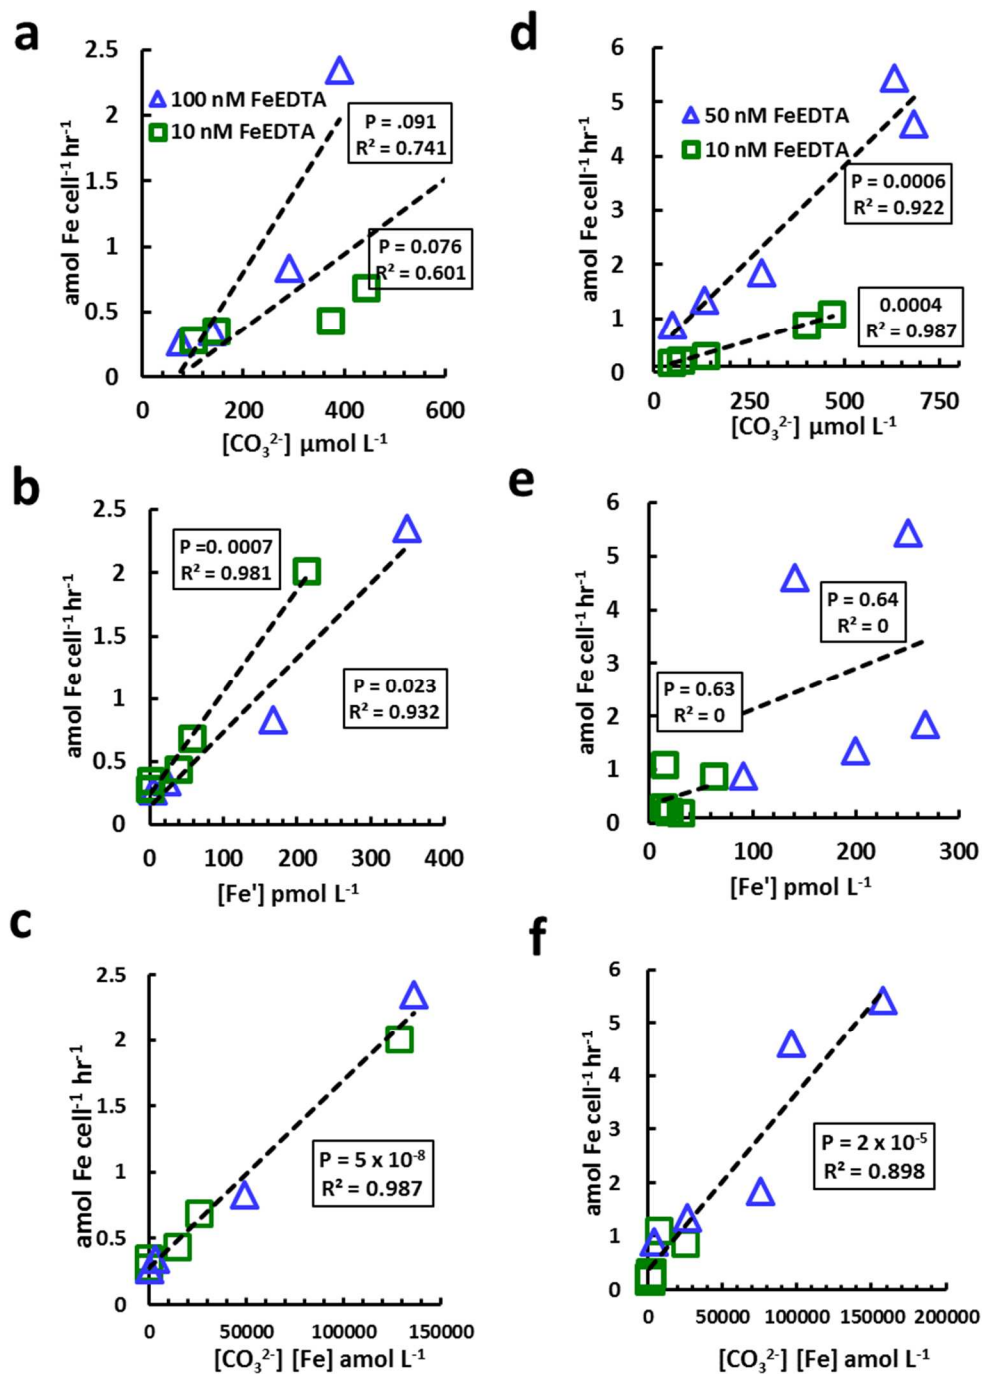 a
2.5
2
1.5
1
0.5
0
amol Fe cell⁻¹ hr⁻¹
100 nM FeEDTA
10 nM FeEDTA
P = .091
R² = 0.741
P = 0.076
R² = 0.601
0 200 400 600
[CO₃²⁻] µmol L⁻¹
d
6
5
4
3
2
1
0
amol Fe cell⁻¹ hr⁻¹
50 nM FeEDTA
10 nM FeEDTA
P = 0.0006
R² = 0.922
0.0004
R² = 0.987
0 250 500 750
[CO₃²⁻] µmol L⁻¹
b
2.5
2
1.5
1
0.5
0
amol Fe cell⁻¹ hr⁻¹
P =0. 0007
R² = 0.981
P = 0.023
R² = 0.932
0 100 200 300 400
[Fe'] pmol L⁻¹
e
6
5
4
3
2
1
0
amol Fe cell⁻¹ hr⁻¹
P = 0.64
R² = 0
P = 0.63
R² = 0
0 100 200 300
[Fe'] pmol L⁻¹
c
2.5
2
1.5
1
0.5
0
amol Fe cell⁻¹ hr⁻¹
P = 5 x 10⁻⁸
R² = 0.987
0 50000 100000 150000
[CO₃²⁻] [Fe] amol L⁻¹
f
6
5
4
3
2
1
0
amol Fe cell⁻¹ hr⁻¹
P = 2 x 10⁻⁵
R² = 0.898
0 50000 100000 150000 200000
[CO₃²⁻] [Fe] amol L⁻¹